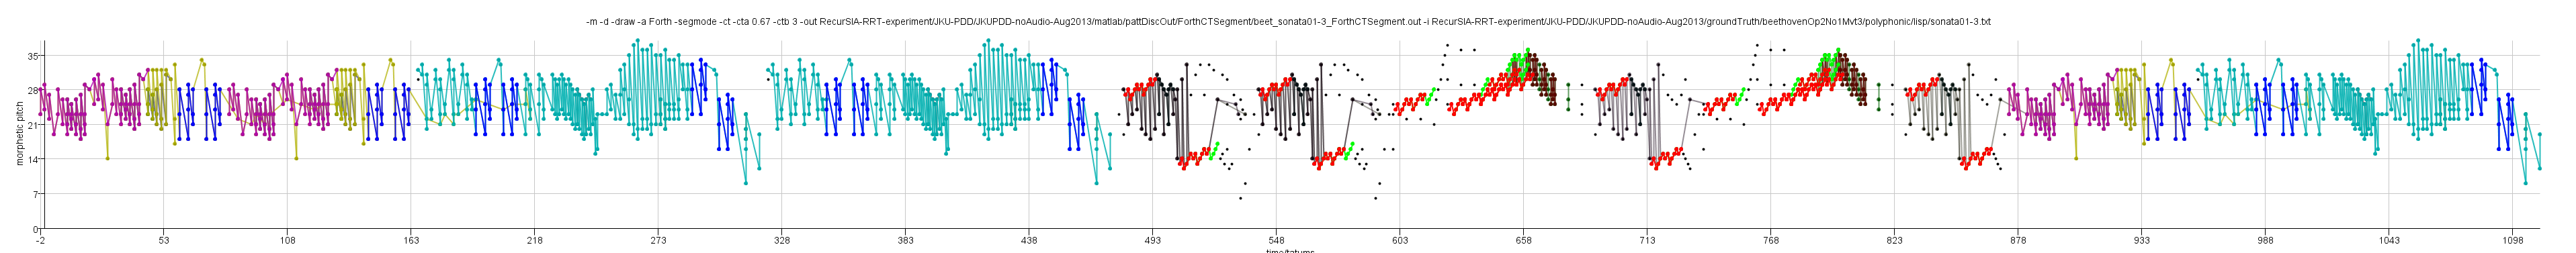 -m -d -draw -a Forth -segmode -ct -cta 0.67 -ctb 3 -out RecurSIA-RRT-experiment/JKU-PDD/JKUPDD-noAudio-Aug2013/matlab/pattDiscOut/ForthCTSegment/beet_sonata01-3_ForthCTSegment.out -i RecurSIA-RRT-experiment/JKU-PDD/JKUPDD-noAudio-Aug2013/groundTruth/beethovenOp2No1Mvt3/polyphonic/lisp/sonata01-3.txt
morphetic pitch
35
28
21
14
7
0
-2 53 108 163 218 273 328 383 438 493 548 603 658 713 768 823 878 933 988 1043 1098
time/tatums